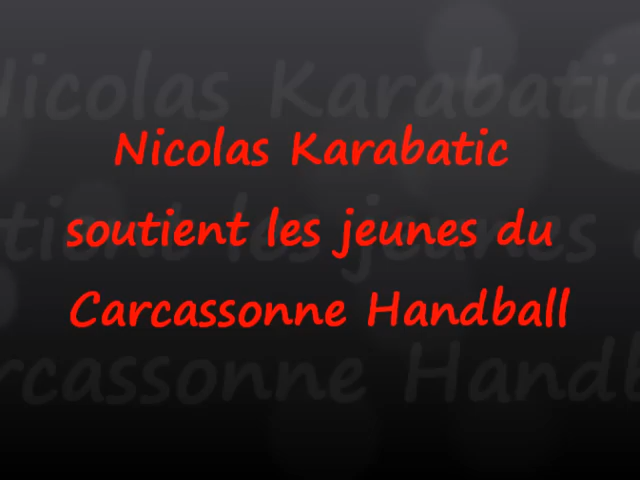 Nicolas Karabatic
soutient les jeunes du
Carcassonne Handball